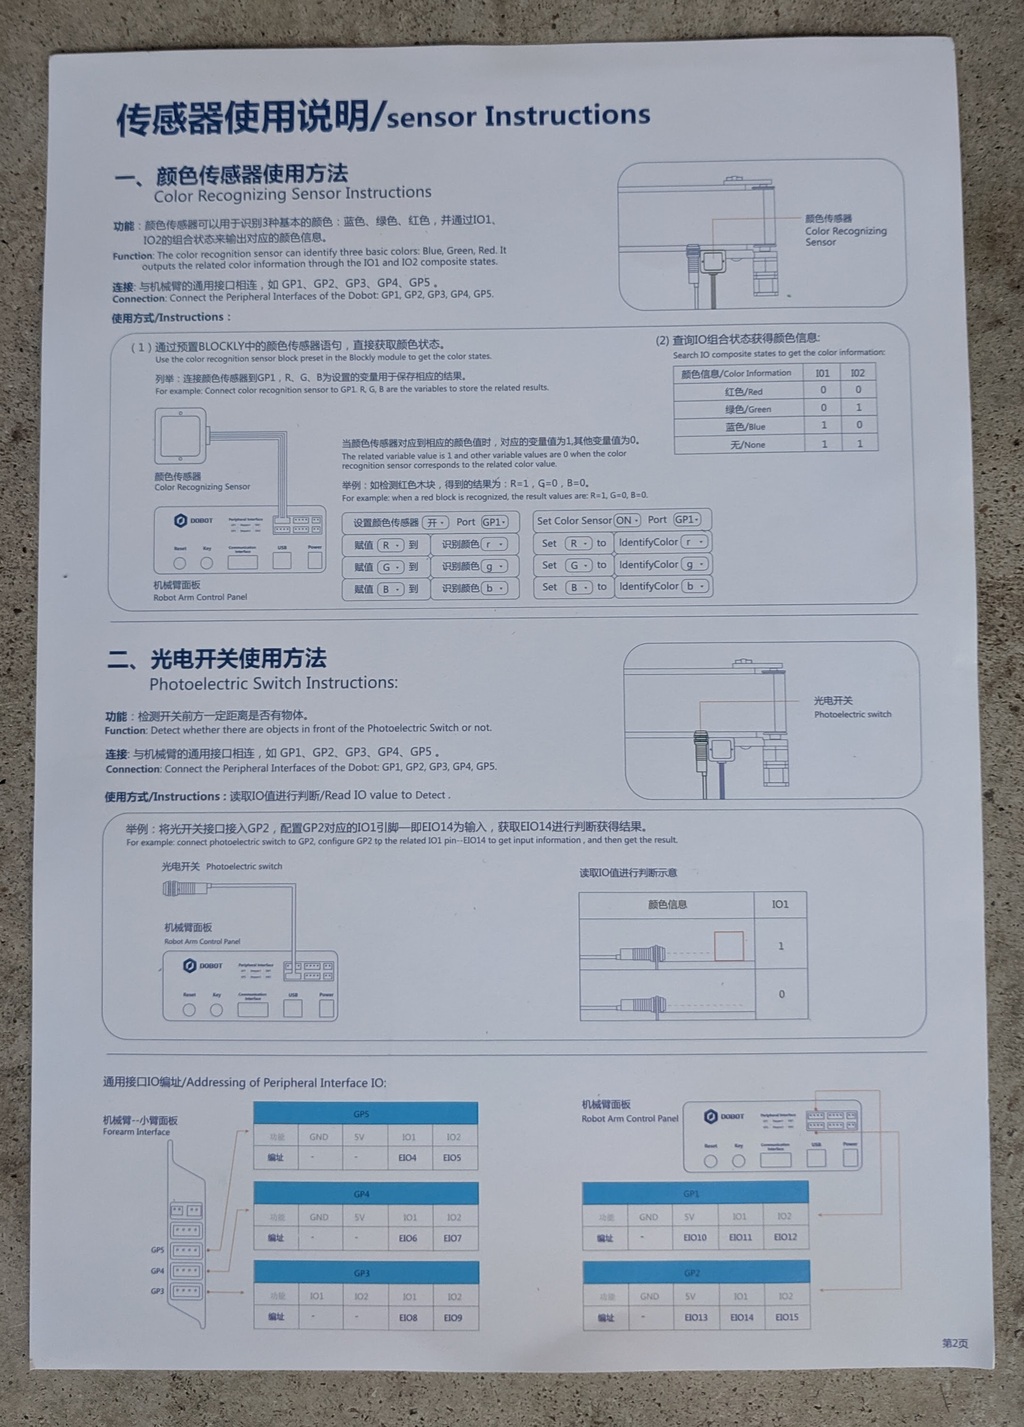 传感器使用说明/sensor Instructions
一、颜色传感器使用方法
Color Recognizing Sensor Instructions
功能：颜色传感器可以用于识别3种基本的颜色：蓝色、绿色、红色，并通过IO1、
IO2的组合状态来输出对应的颜色信息。
Function: The color recognition sensor can identify three basic colors: Blue, Green, Red. It
outputs the related color information through the IO1 and IO2 composite states.
连接: 与机械臂的通用接口相连，如 GP1、GP2、GP3、GP4、GP5 。
Connection: Connect the Peripheral Interfaces of the Dobot: GP1, GP2, GP3, GP4, GP5.
颜色传感器
Color Recognizing
Sensor
使用方式/Instructions：
（1）通过预置BLOCKLY中的颜色传感器语句，直接获取颜色状态。
Use the color recognition sensor block preset in the Blockly module to get the color states.
列举：连接颜色传感器到GP1，R、G、B为设置的变量用于保存相应的结果。
For example: Connect color recognition sensor to GP1. R, G, B are the variables to store the related results.
颜色传感器
Color Recognizing Sensor
DOBOT
Peripheral Interface
Reset Key Communication Interface USB Power
机械臂面板
Robot Arm Control Panel
当颜色传感器对应到相应的颜色值时，对应的变量值为1,其他变量值为0。
The related variable value is 1 and other variable values are 0 when the color
recognition sensor corresponds to the related color value.
举例：如检测红色木块，得到的结果为：R=1，G=0，B=0。
For example: when a red block is recognized, the result values are: R=1, G=0, B=0.
设置颜色传感器 开 Port GP1
赋值 R 到 识别颜色 r
赋值 G 到 识别颜色 g
赋值 B 到 识别颜色 b
Set Color Sensor ON Port GP1
Set R to IdentifyColor r
Set G to IdentifyColor g
Set B to IdentifyColor b
(2) 查询IO组合状态获得颜色信息:
Search IO composite states to get the color information:
颜色信息/Color Information IO1 IO2
红色/Red 0 0
绿色/Green 0 1
蓝色/Blue 1 0
无/None 1 1
二、光电开关使用方法
Photoelectric Switch Instructions:
功能：检测开关前方一定距离是否有物体。
Function: Detect whether there are objects in front of the Photoelectric Switch or not.
连接: 与机械臂的通用接口相连，如 GP1、GP2、GP3、GP4、GP5 。
Connection: Connect the Peripheral Interfaces of the Dobot: GP1, GP2, GP3, GP4, GP5.
光电开关
Photoelectric switch
使用方式/Instructions：读取IO值进行判断/Read IO value to Detect .
举例：将光开关接口接入GP2，配置GP2对应的IO1引脚—即EIO14为输入，获取EIO14进行判断获得结果。
For example: connect photoelectric switch to GP2, configure GP2 to the related IO1 pin--EIO14 to get input information , and then get the result.
光电开关 Photoelectric switch
机械臂面板
Robot Arm Control Panel
DOBOT
Peripheral Interface
Reset Key Communication Interface USB Power
读取IO值进行判断示意
颜色信息 IO1
1
0
通用接口IO编址/Addressing of Peripheral Interface IO:
机械臂--小臂面板
Forearm Interface
GP5
GP4
GP3
GP5
功能 GND 5V IO1 IO2
编址 - - EIO4 EIO5
GP4
功能 GND 5V IO1 IO2
编址 - - EIO6 EIO7
GP3
功能 IO1 IO2 IO1 IO2
编址 - - EIO8 EIO9
机械臂面板
Robot Arm Control Panel
DOBOT
Peripheral Interface
Reset Key Communication Interface USB Power
GP1
功能 GND 5V IO1 IO2
编址 - EIO10 EIO11 EIO12
GP2
功能 GND 5V IO1 IO2
编址 - EIO13 EIO14 EIO15
第2页